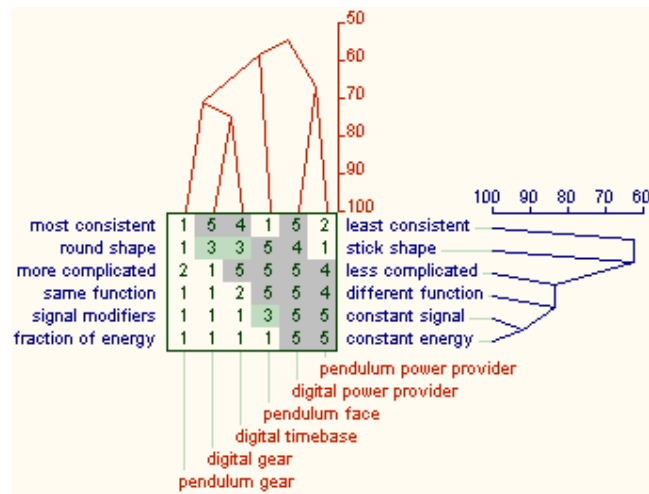 50
60
70
80
90
100
100 90 80 70 60
most consistent 1 5 4 1 5 2 least consistent
round shape 1 3 3 5 4 1 stick shape
more complicated 2 1 5 5 5 4 less complicated
same function 1 1 2 5 5 4 different function
signal modifiers 1 1 1 3 5 5 constant signal
fraction of energy 1 1 1 1 5 5 constant energy
pendulum power provider
digital power provider
pendulum face
digital timebase
digital gear
pendulum gear